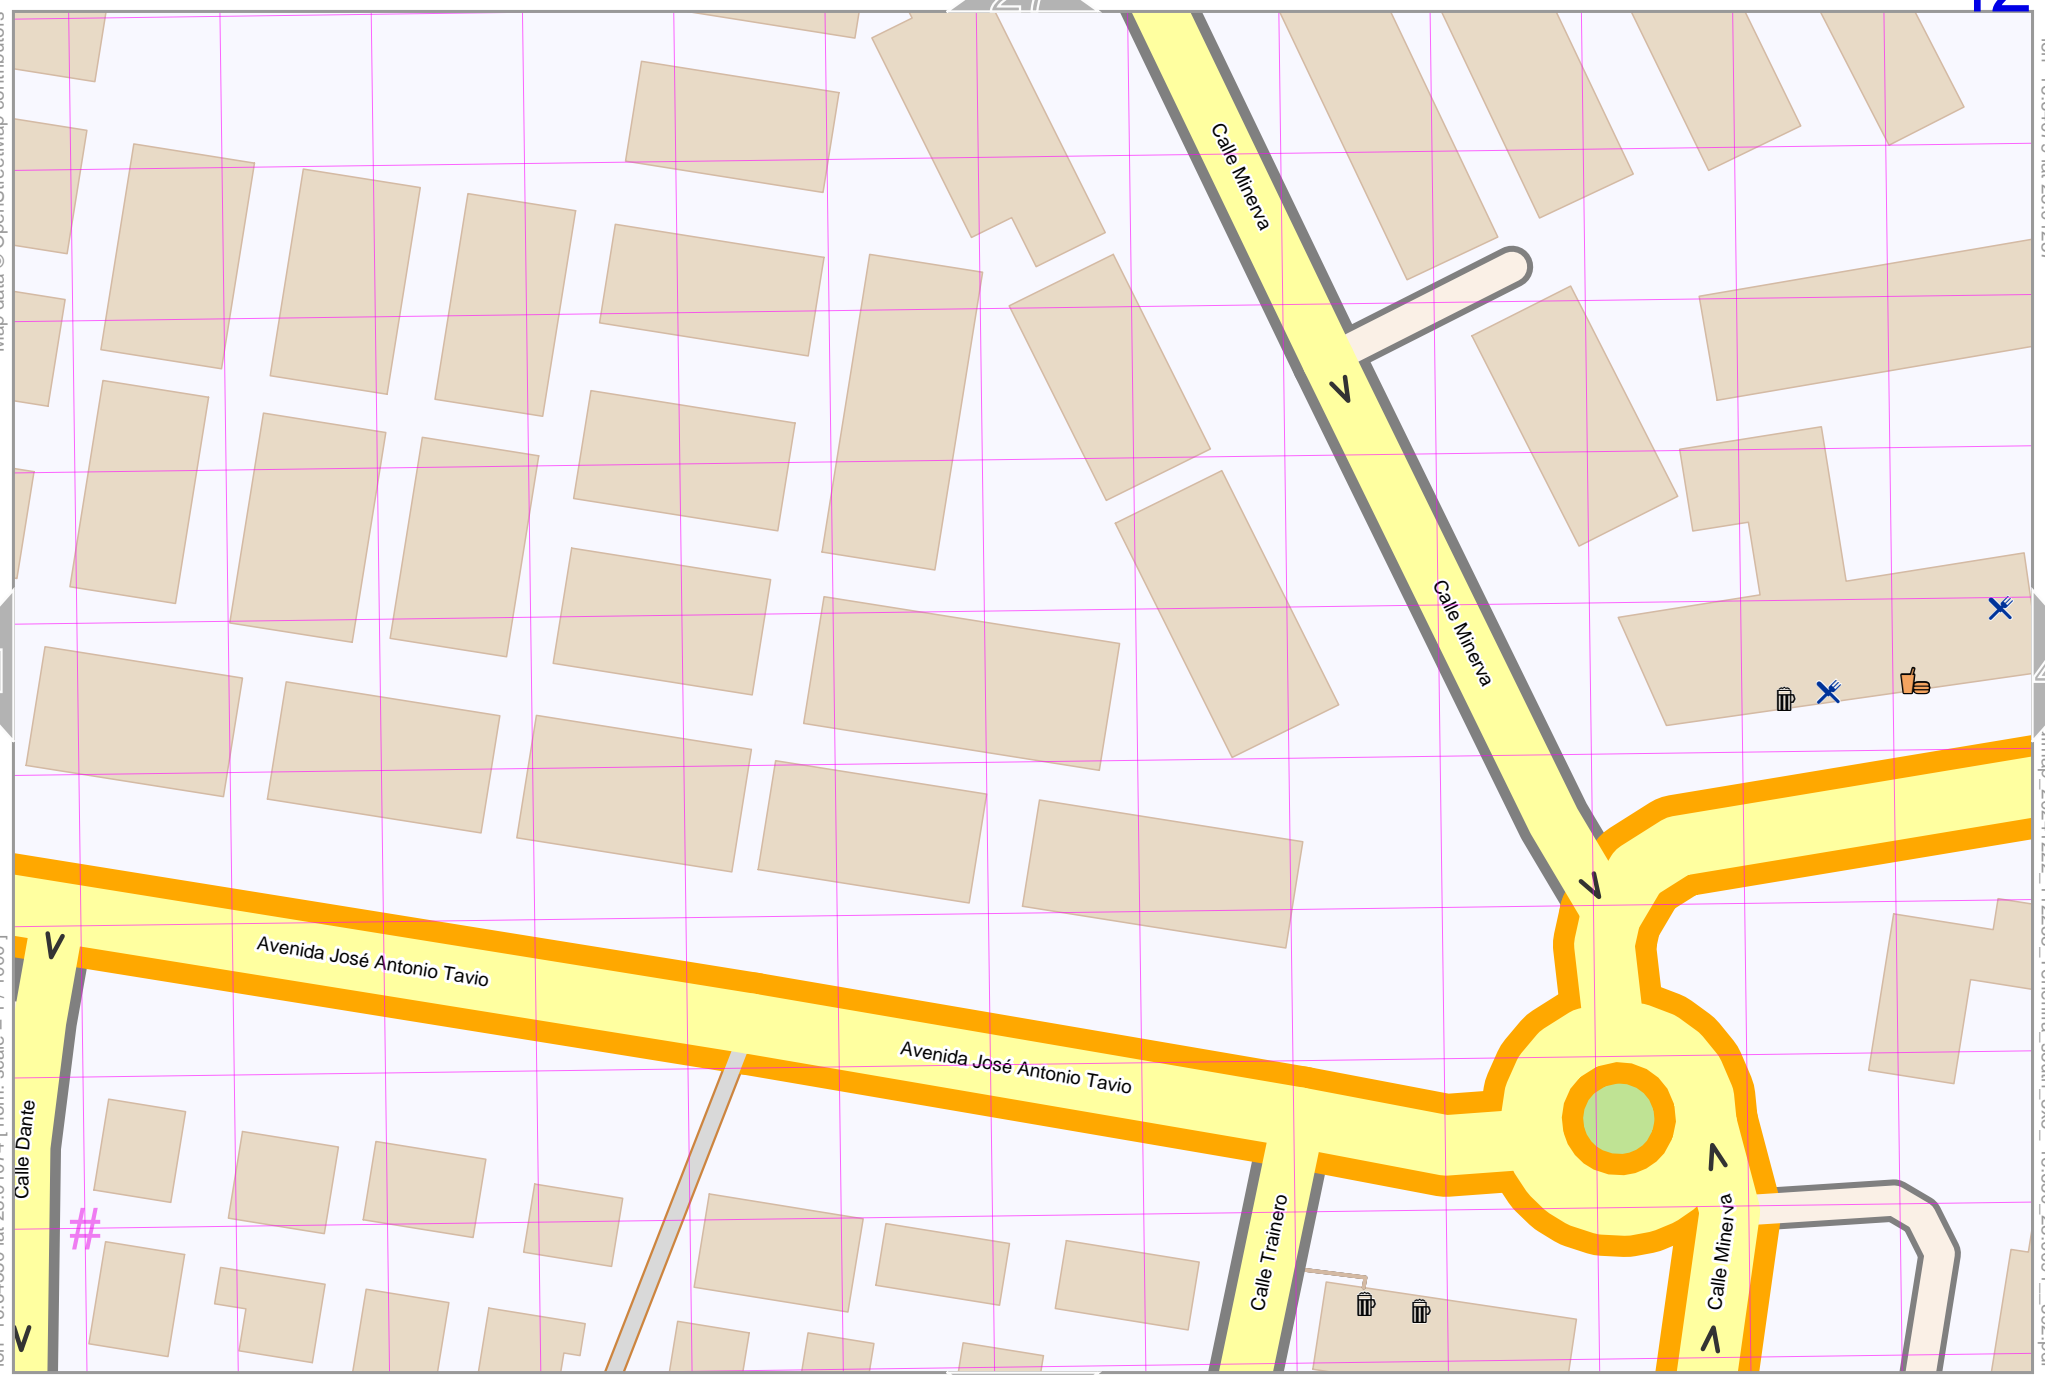 Calle Minerva
Calle Minerva
Avenida José Antonio Tavio
Avenida José Antonio Tavio
Calle Dante
Calle Trainero
Calle Minerva
#